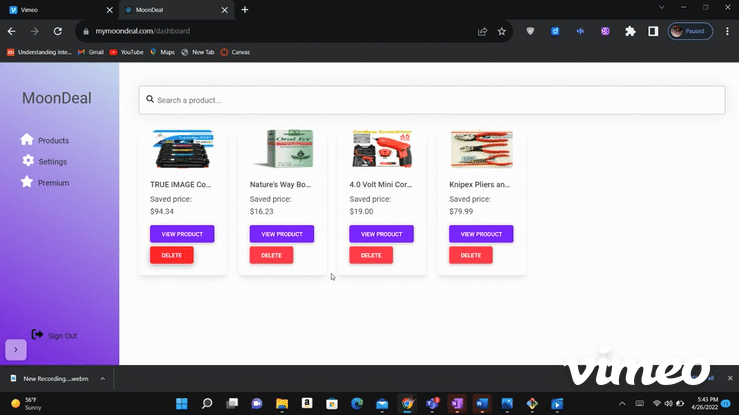 Vimeo
MoonDeal
mymoondeal.com/dashboard
Paused
Understanding Inte...
Gmail
YouTube
Maps
New Tab
Canvas
MoonDeal
Products
Settings
Premium
Sign Out
Search a product...
TRUE IMAGE Co...
Saved price:
$94.34
VIEW PRODUCT
DELETE
Nature's Way Bo...
Saved price:
$16.23
VIEW PRODUCT
DELETE
4.0 Volt Mini Cor...
Saved price:
$19.00
VIEW PRODUCT
DELETE
Knipex Pliers an...
Saved price:
$79.99
VIEW PRODUCT
DELETE
vimeo
New Recording....webm
56°F
Sunny
5:43 PM
4/26/2022